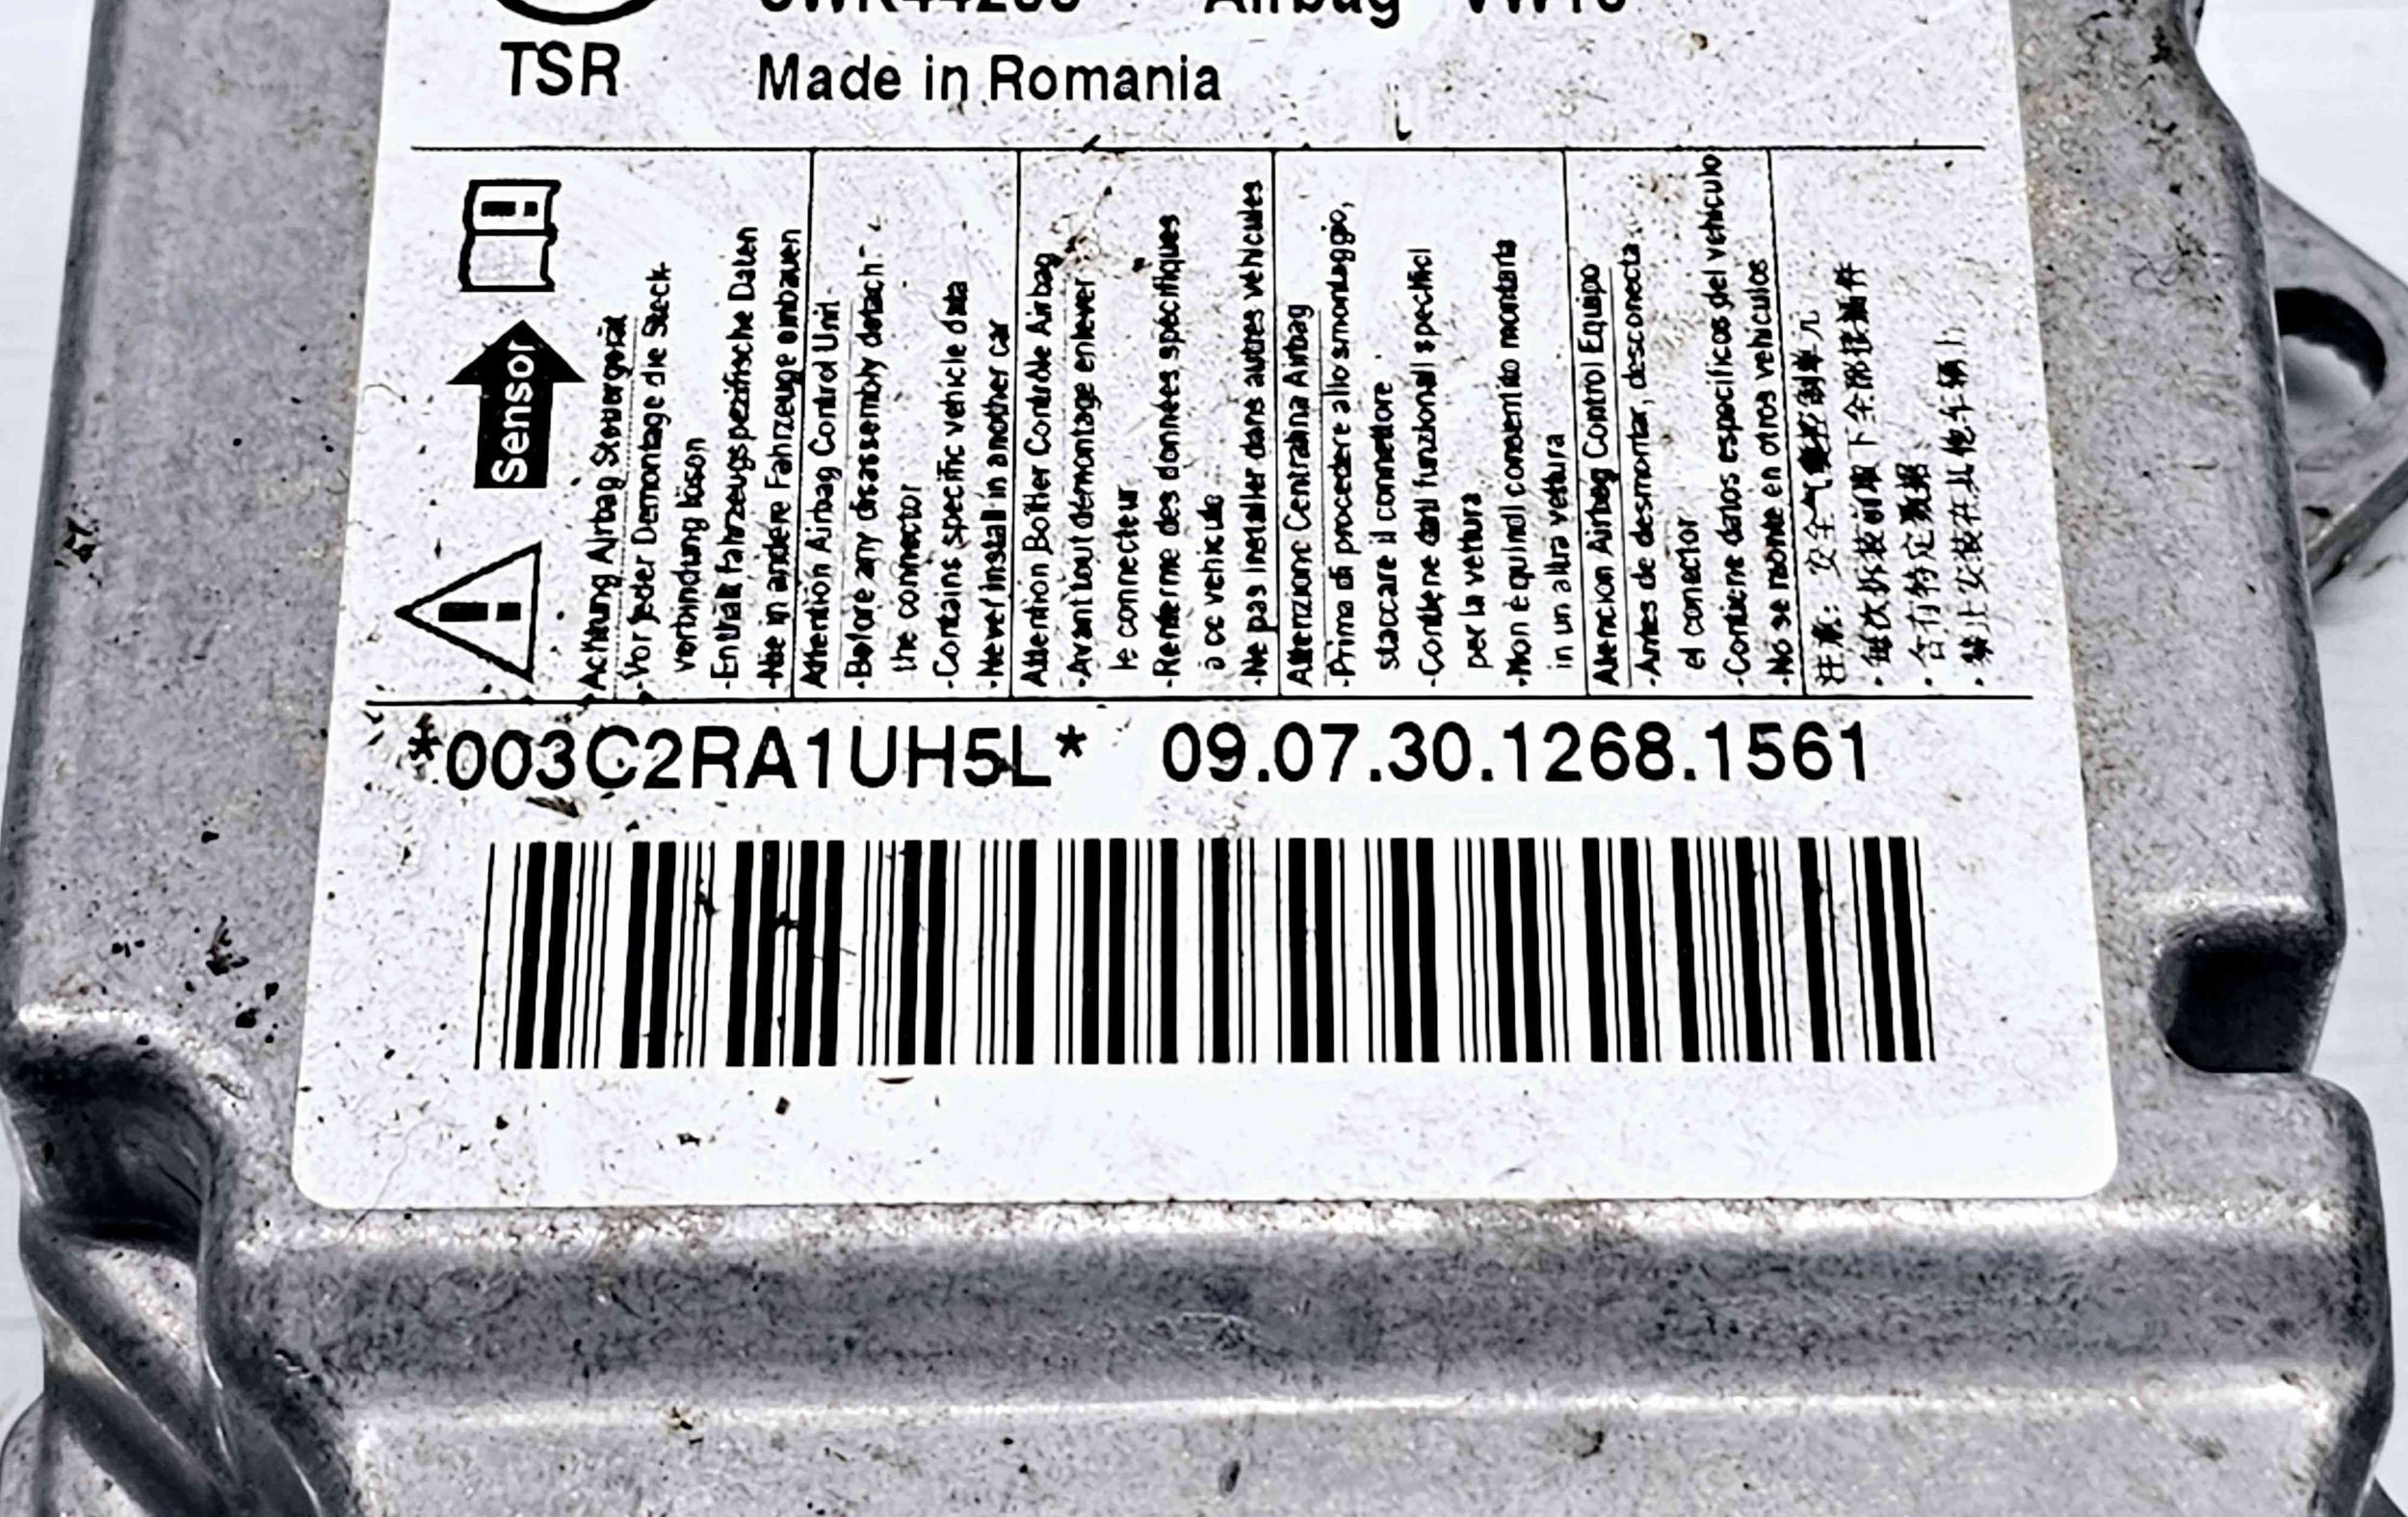 TSR
Made in Romania
Sensor
Achtung Airbag Steuergerät
-Vor jeder Demontage die Steck-
verbindung lösen
-Enthält fahrzeugspezifische Daten
-Nie in andere Fahrzeuge einbauen
Attention Airbag Control Unit
-Before any disassembly detach
the connector
-Contains specific vehicle data
-Never install in another car
Attention Boîtier Contrôle Airbag
-Avant tout démontage enlever
le connecteur
-Renferme des données spécifiques
à ce véhicule
-Ne pas installer dans autres véhicules
Attenzione Centralina Airbag
-Prima di procedere allo smontaggio,
staccare il connettore
-Contiene dati funzionali specifici
per la vettura
-Non è quindi consentito montarla
in un altra vettura
Atencion Airbag Control Equipo
-Antes de desmontar, desconecta
el conector
-Contiene datos especificos del vehiculo
-No se monte en otros vehiculos
注意：安全气囊控制单元
·每次拆装前取下全部接插件
·含有特定数据
·禁止安装在其他车辆上
*003C2RA1UH5L* 09.07.30.1268.1561